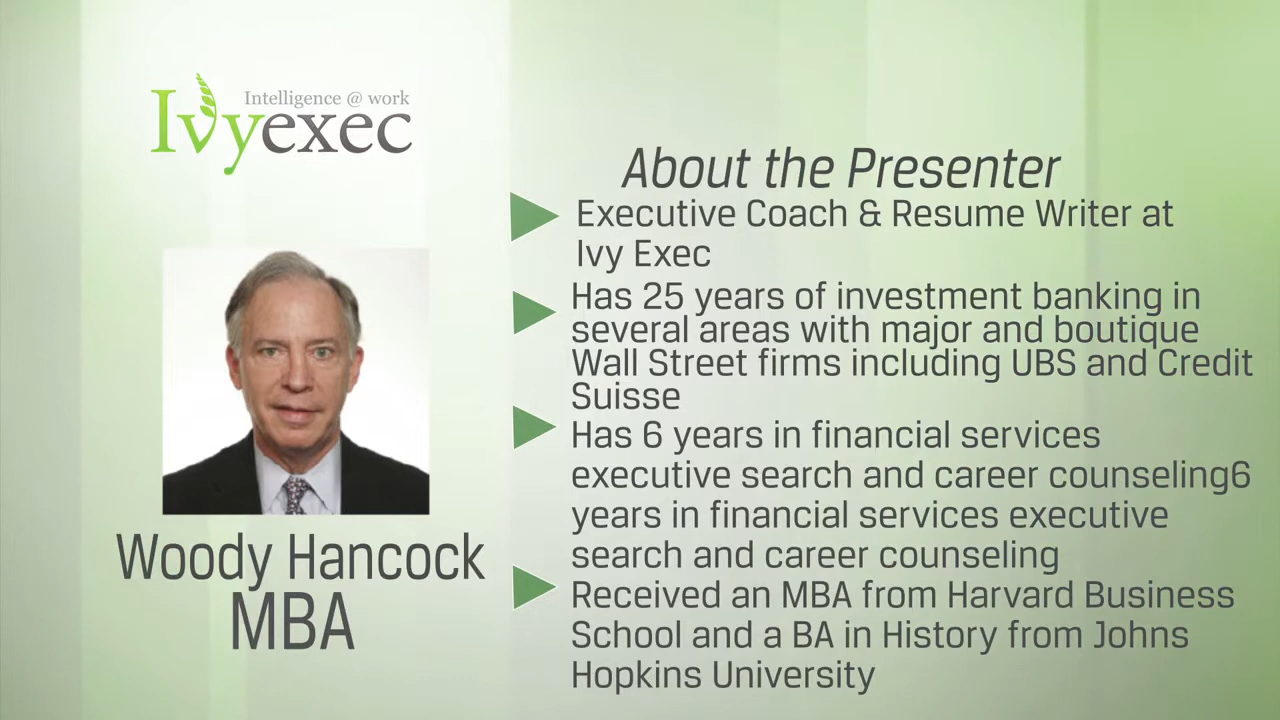 Intelligence @ work
Ivyexec
About the Presenter
Executive Coach & Resume Writer at
Ivy Exec
Has 25 years of investment banking in
several areas with major and boutique
Wall Street firms including UBS and Credit
Suisse
Has 6 years in financial services
executive search and career counseling6
years in financial services executive
search and career counseling
Received an MBA from Harvard Business
School and a BA in History from Johns
Hopkins University
Woody Hancock
MBA